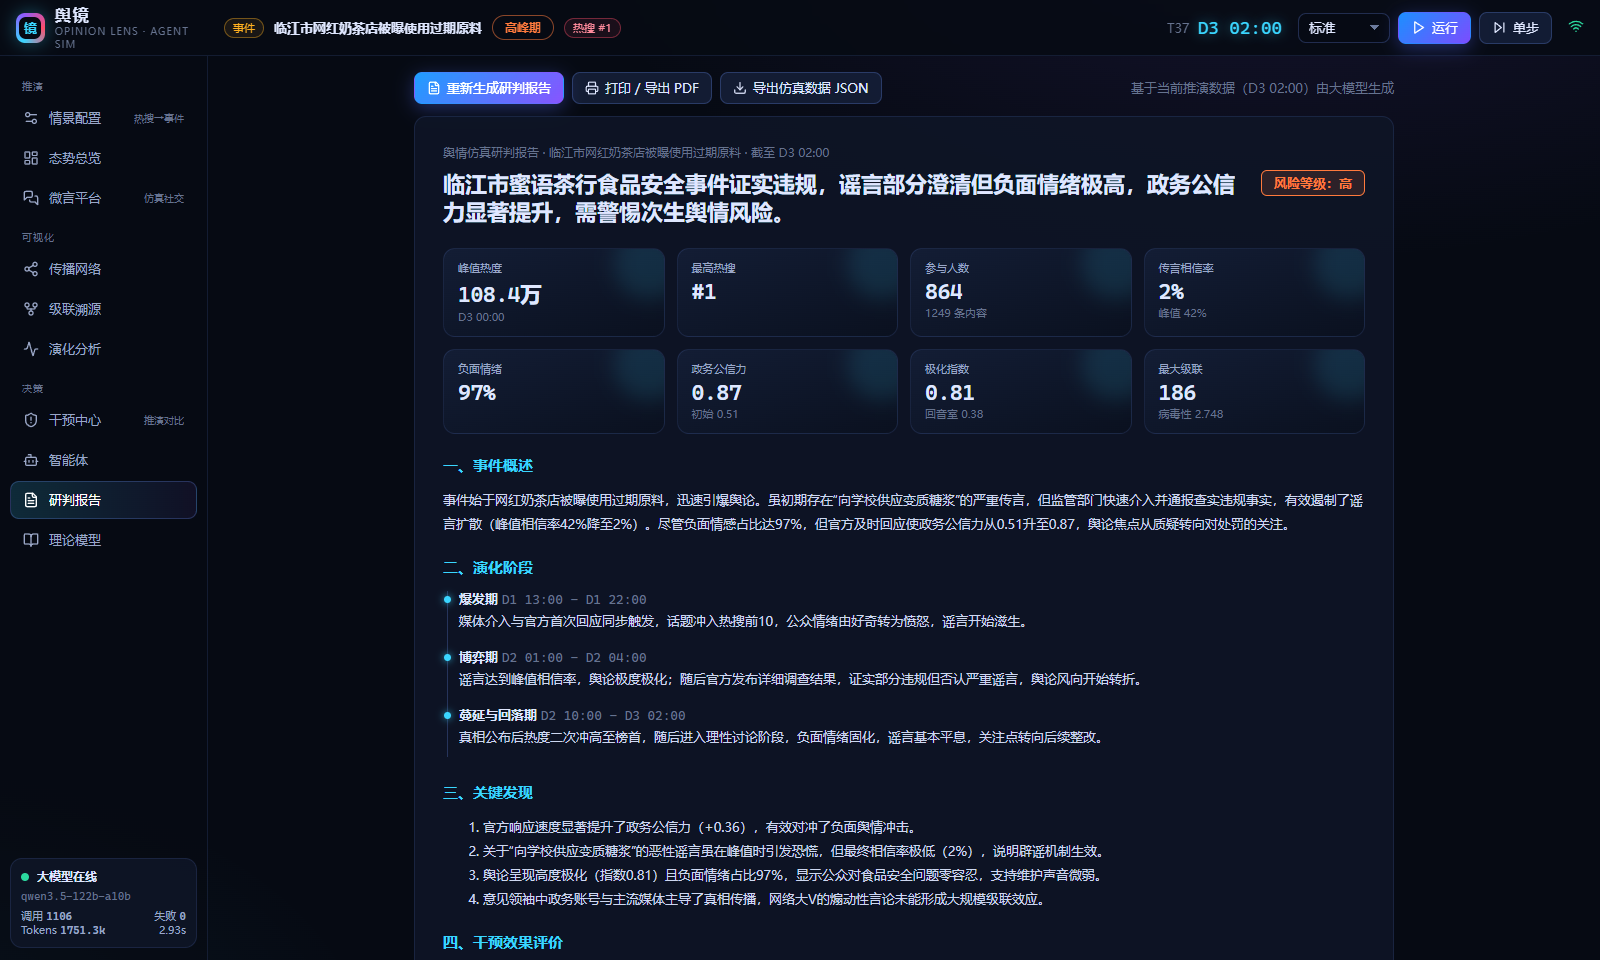 镜
舆镜
OPINION LENS · AGENT SIM
事件
临江市网红奶茶店被曝使用过期原料
高峰期
热搜 #1
T37 D3 02:00
标准
运行
单步
推演
情景配置
热搜→事件
态势总览
微言平台
仿真社交
可视化
传播网络
级联溯源
演化分析
决策
干预中心
推演对比
智能体
研判报告
理论模型
大模型在线
qwen3.5-122b-a10b
调用 1106
失败 0
Tokens 1751.3k
2.93s
重新生成研判报告
打印 / 导出 PDF
导出仿真数据 JSON
基于当前推演数据（D3 02:00）由大模型生成
舆情仿真研判报告 · 临江市网红奶茶店被曝使用过期原料 · 截至 D3 02:00
临江市蜜语茶行食品安全事件证实违规，谣言部分澄清但负面情绪极高，政务公信
力显著提升，需警惕次生舆情风险。
风险等级：高
峰值热度
108.4万
D3 00:00
最高热搜
#1
参与人数
864
1249 条内容
传言相信率
2%
峰值 42%
负面情绪
97%
政务公信力
0.87
初始 0.51
极化指数
0.81
回音室 0.38
最大级联
186
病毒性 2.748
一、事件概述
事件始于网红奶茶店被曝使用过期原料，迅速引爆舆论。虽初期存在“向学校供应变质糖浆”的严重传言，但监管部门快速介入并通报查实违规事实，有效遏制了谣
言扩散（峰值相信率42%降至2%）。尽管负面情感占比达97%，但官方及时回应使政务公信力从0.51升至0.87，舆论焦点从质疑转向对处罚的关注。
二、演化阶段
爆发期 D1 13:00 – D1 22:00
媒体介入与官方首次回应同步触发，话题冲入热搜前10，公众情绪由好奇转为愤怒，谣言开始滋生。
博弈期 D2 01:00 – D2 04:00
谣言达到峰值相信率，舆论极度极化；随后官方发布详细调查结果，证实部分违规但否认严重谣言，舆论风向开始转折。
蔓延与回落期 D2 10:00 – D3 02:00
真相公布后热度二次冲高至榜首，随后进入理性讨论阶段，负面情绪固化，谣言基本平息，关注点转向后续整改。
三、关键发现
1. 官方响应速度显著提升了政务公信力（+0.36），有效对冲了负面舆情冲击。
2. 关于“向学校供应变质糖浆”的恶性谣言虽在峰值时引发恐慌，但最终相信率极低（2%），说明辟谣机制生效。
3. 舆论呈现高度极化（指数0.81）且负面情绪占比97%，显示公众对食品安全问题零容忍，支持维护声音微弱。
4. 意见领袖中政务账号与主流媒体主导了真相传播，网络大V的煽动性言论未能形成大规模级联效应。
四、干预效果评价